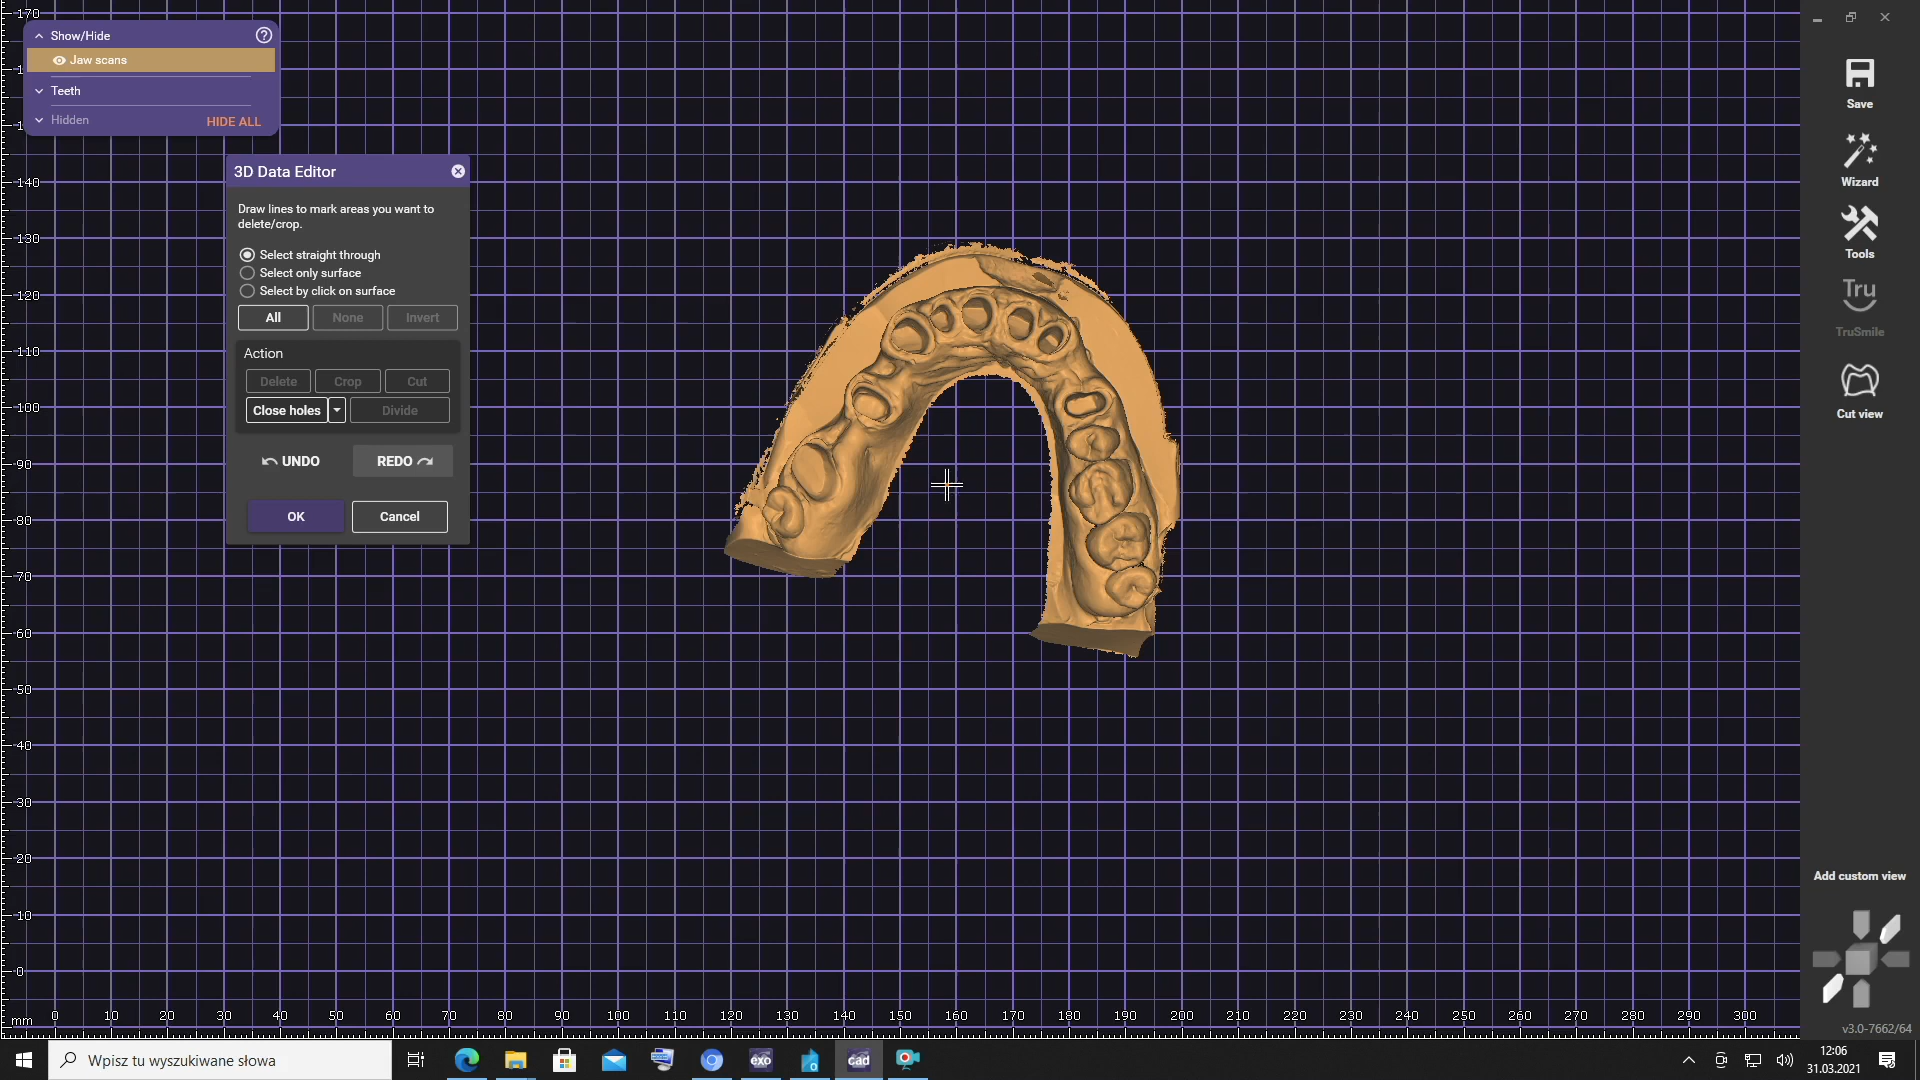 Show/Hide
?
Jaw scans
Teeth
Hidden
HIDE ALL
3D Data Editor
Draw lines to mark areas you want to
delete/crop.
Select straight through
Select only surface
Select by click on surface
All
None
Invert
Action
Delete
Crop
Cut
Close holes
Divide
UNDO
REDO
OK
Cancel
170
140
130
120
110
100
90
80
70
60
50
40
30
20
10
0
mm
0 10 20 30 40 50 60 70 80 90 100 110 120 130 140 150 160 170 180 190 200 210 220 230 240 250 260 270 280 290 300
Save
Wizard
Tools
Tru
TruSmile
Cut view
Add custom view
v3.0-7662/64
Wpisz tu wyszukiwane słowa
exo
cad
12:06
31.03.2021